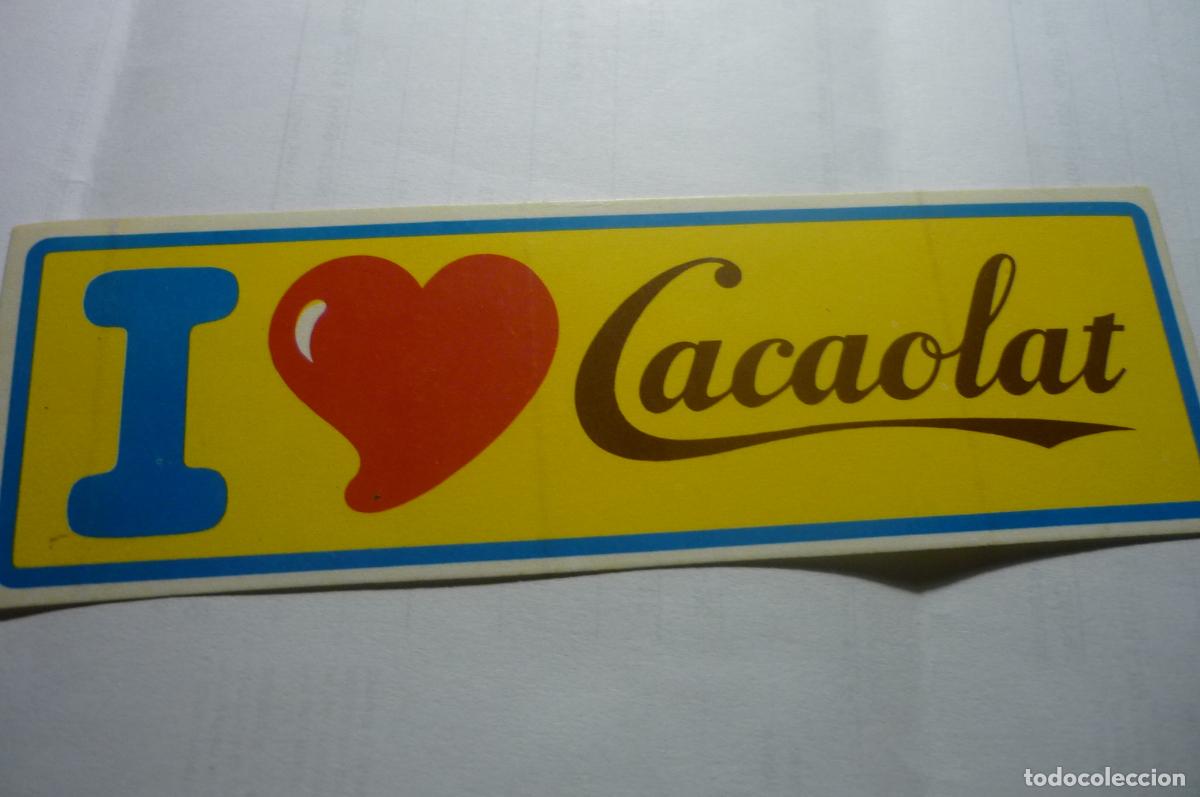 I ❤ Cacaolat
todocoleccion